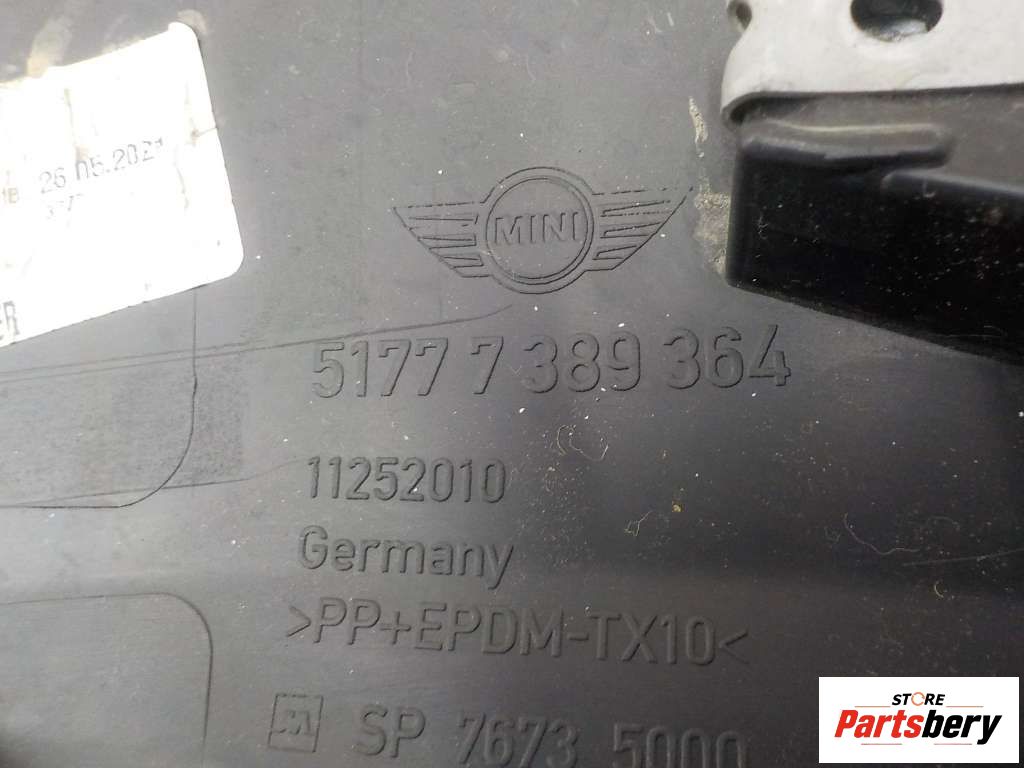 26.05.2021
MINI
5177 7 389 364
11252010
Germany
>PP+EPDM-TX10<
SP 7673 5000
STORE
Partsbery